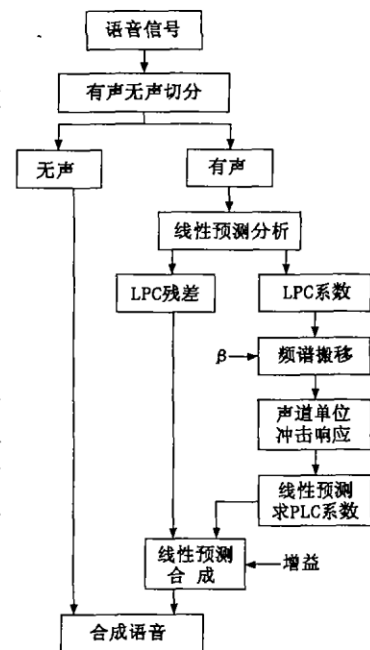 语音信号
有声无声切分
无声
有声
线性预测分析
LPC残差
LPC系数
β
频谱搬移
声道单位
冲击响应
线性预测
求PLC系数
线性预测
合成
增益
合成语音